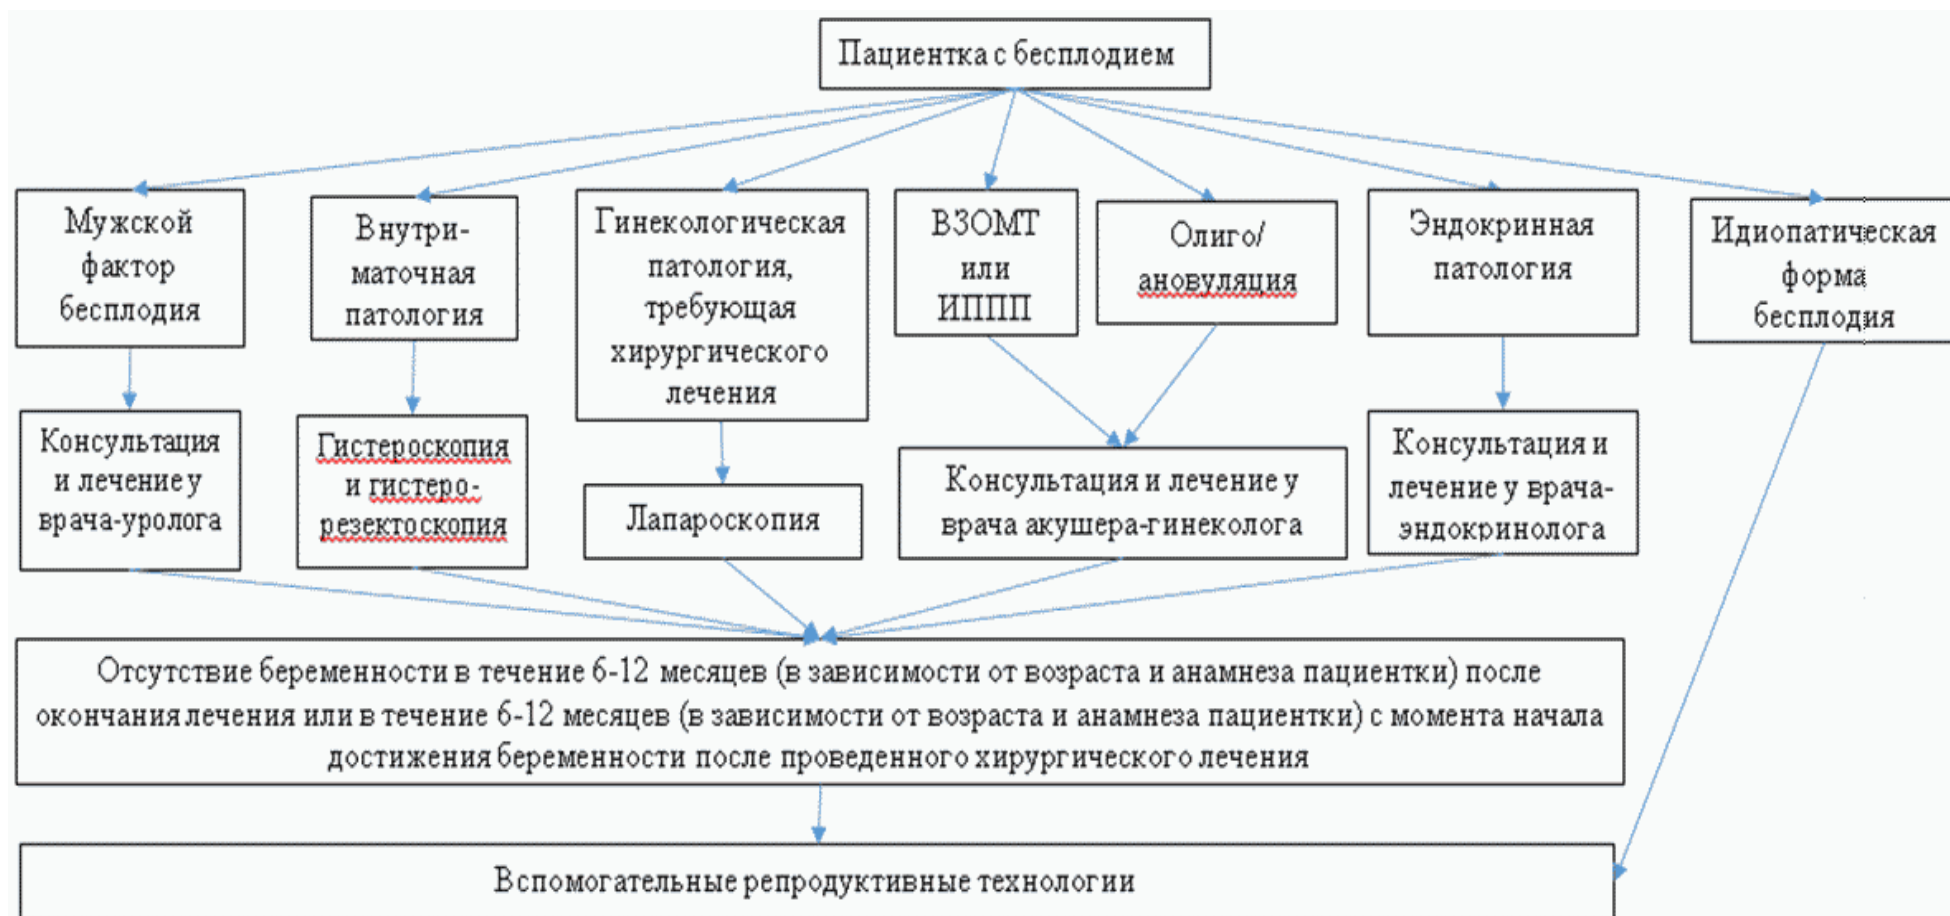 Пациентка с бесплодием
Мужской
фактор
бесплодия
Внутри-
маточная
патология
Гинекологическая
патология,
требующая
хирургического
лечения
ВЗОМТ
или
ИППП
Олиго/
ановуляция
Эндокринная
патология
Идиопатическая
форма
бесплодия
Консультация
и лечение у
врача-уролога
Гистероскопия
и гистеро-
резектоскопия
Лапароскопия
Консультация и лечение у
врача акушера-гинеколога
Консультация и
лечение у врача-
эндокринолога
Отсутствие беременности в течение 6-12 месяцев (в зависимости от возраста и анамнеза пациентки) после
окончания лечения или в течение 6-12 месяцев (в зависимости от возраста и анамнеза пациентки) с момента начала
достижения беременности после проведенного хирургического лечения
Вспомогательные репродуктивные технологии